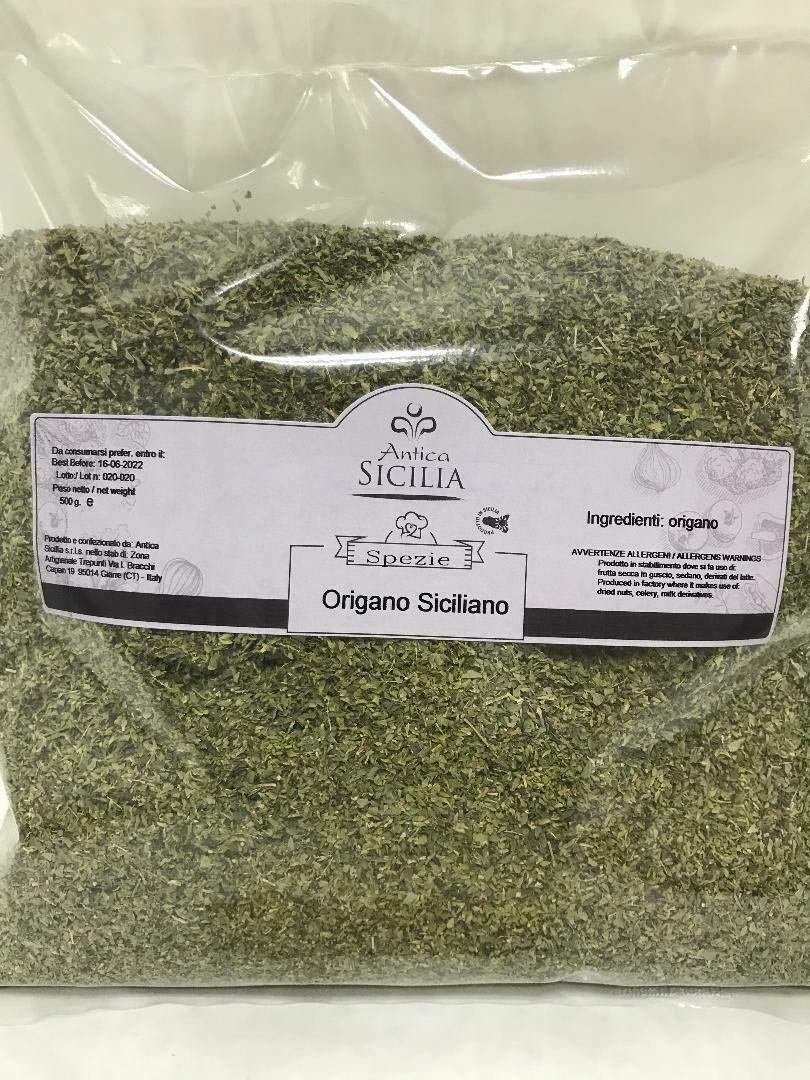 Da consumarsi prefer. entro il:
Best Before: 16-06-2022
Lotto:/ Lot n: 020-020
Peso netto / net weight
500 g. e
Prodotto e confezionato da: Antica
Sicilia s.r.l.s. nello stab di: Zona
Artigianale Trepunti Via L. Bracchi
19 95014 Giarre (CT) - Italy
Antica
SICILIA
PRODOTTO IN SICILIA
Spezie
Origano Siciliano
Ingredienti: origano
AVVERTENZE ALLERGENI / ALLERGENS WARNINGS
Prodotto in stabilimento dove si fa uso di:
frutta secca in guscio, sedano, derivati del latte.
Produced in factory where it makes use of:
dried nuts, celery, milk derivatives.